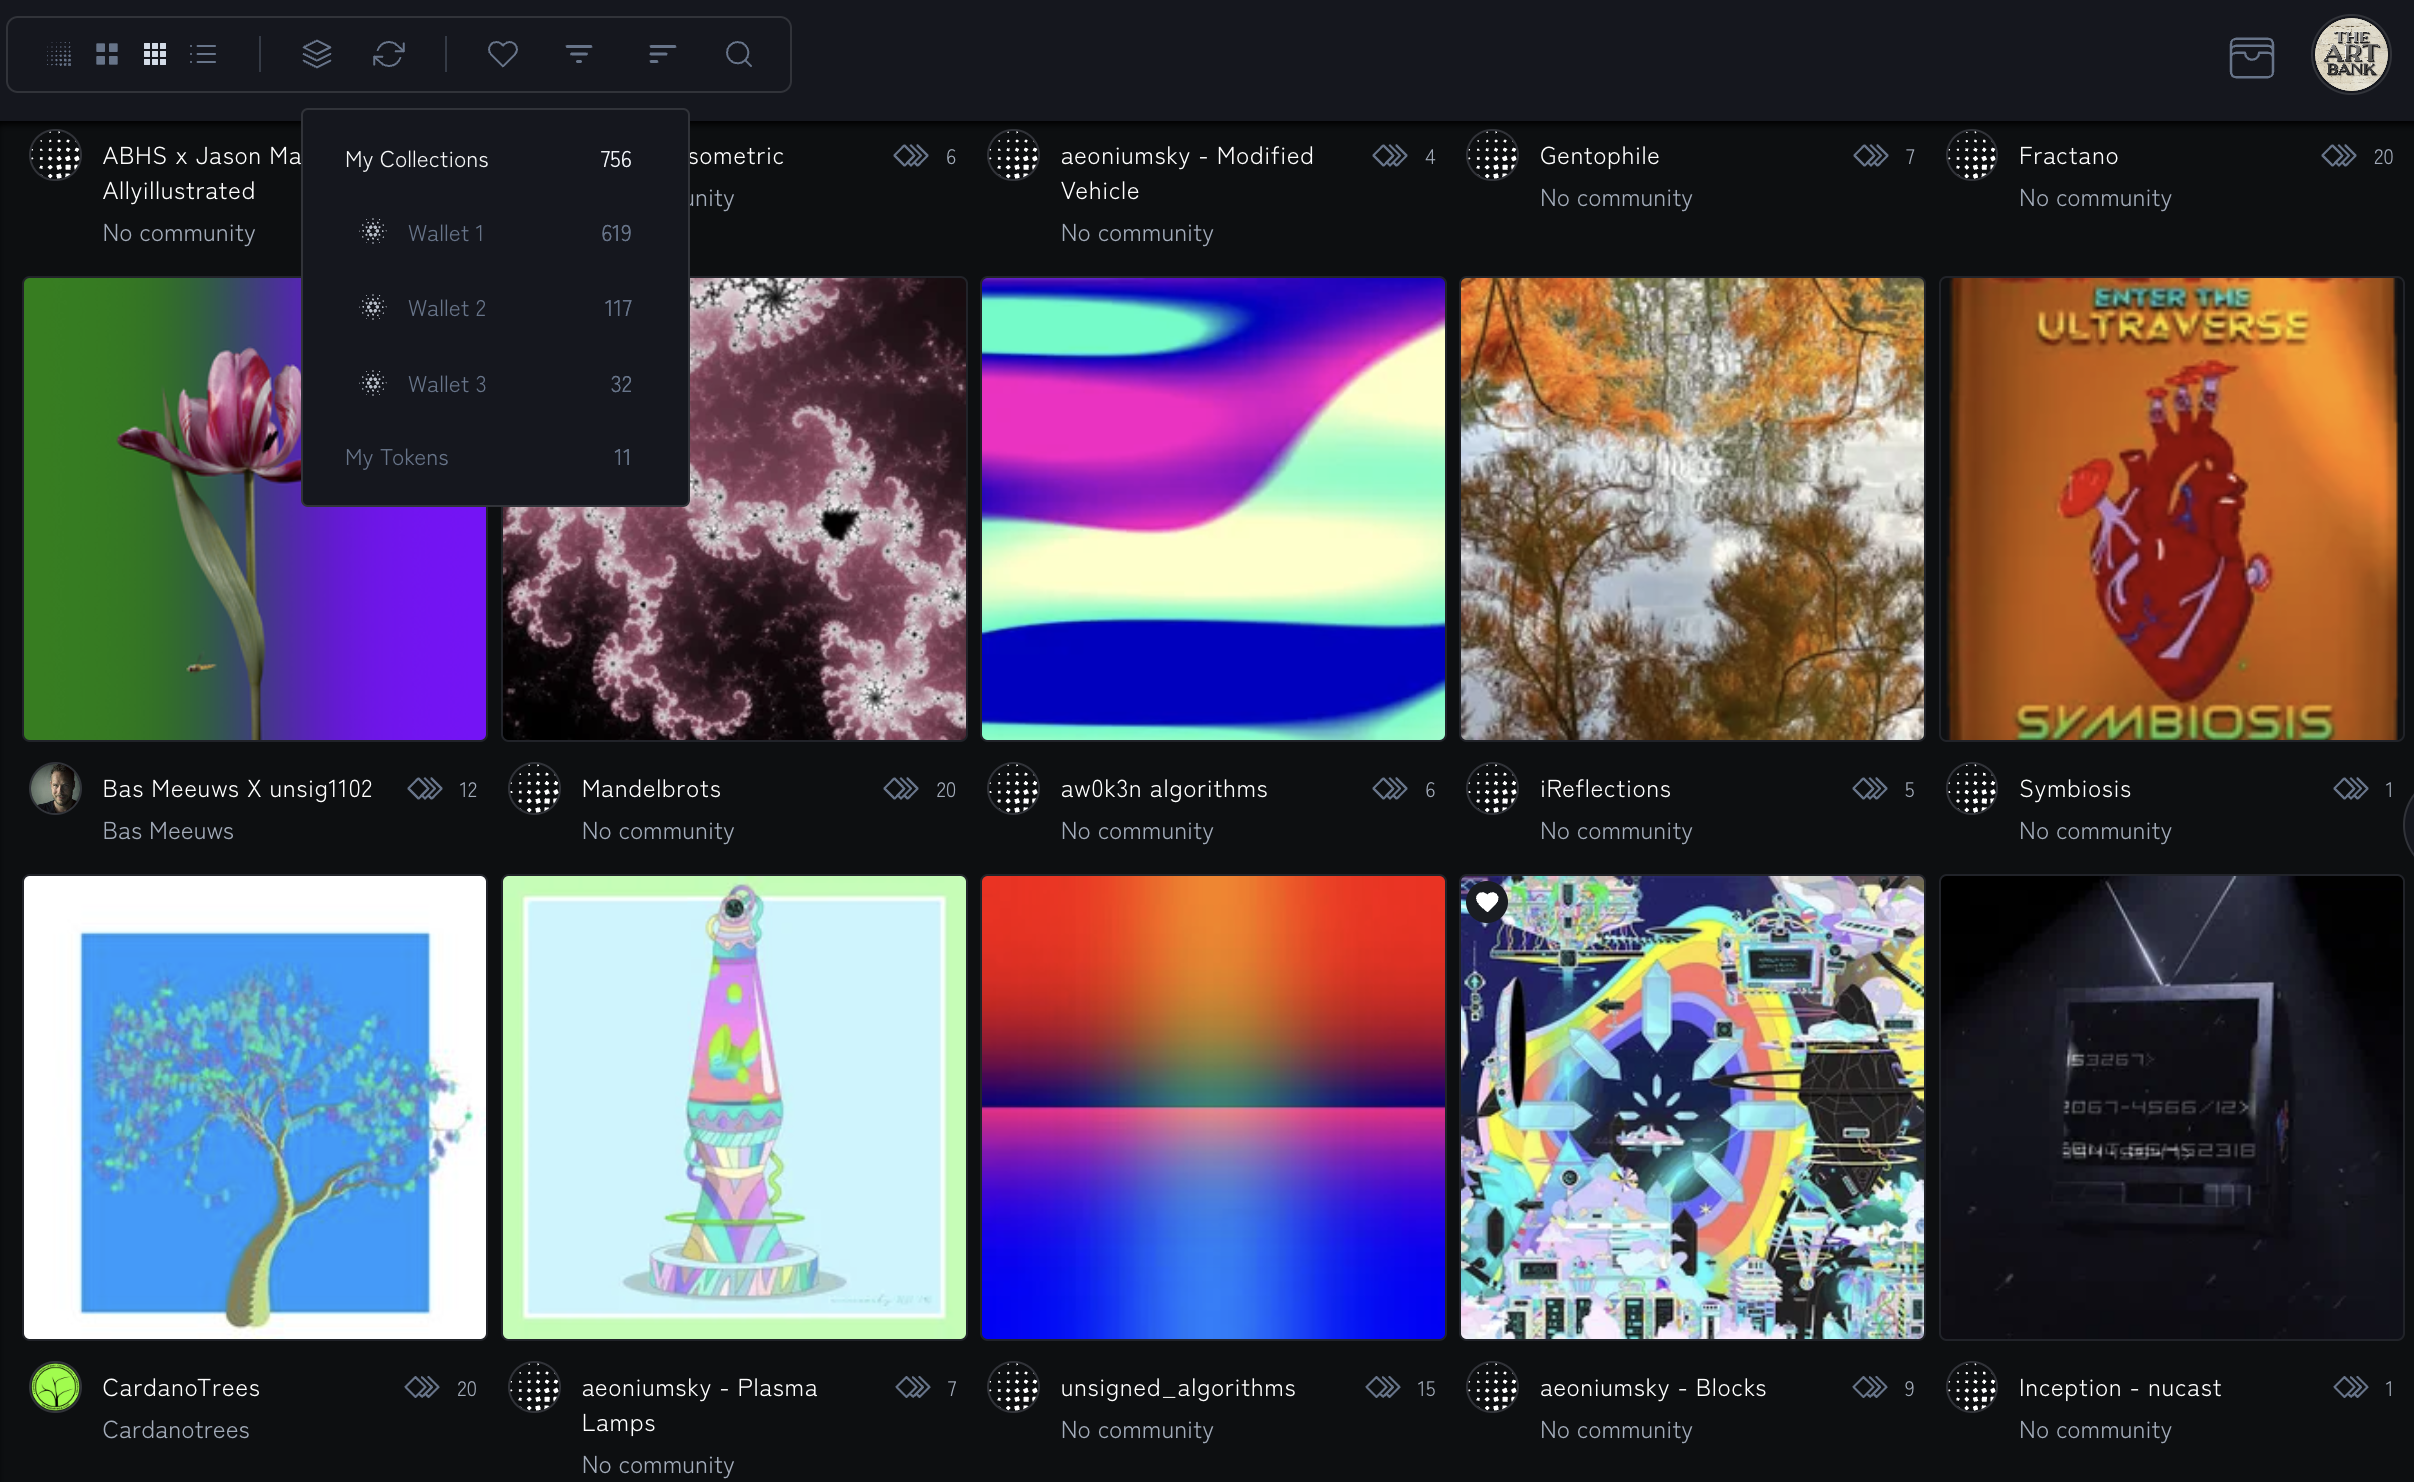 THE
ART
BANK
My Collections 756
Wallet 1 619
Wallet 2 117
Wallet 3 32
My Tokens 11
ABHS x Jason Ma
Allyillustrated
No community
sometric 6
unity
aeoniumsky - Modified 4
Vehicle
No community
Gentophile 7
No community
Fractano 20
No community
ENTER THE
ULTRAVERSE
SYMBIOSIS
Bas Meeuws X unsig1102 12
Bas Meeuws
Mandelbrots 20
No community
aw0k3n algorithms 6
No community
iReflections 5
No community
Symbiosis 1
No community
2067-4566/12>
CardanoTrees 20
Cardanotrees
aeoniumsky - Plasma 7
Lamps
No community
unsigned_algorithms 15
No community
aeoniumsky - Blocks 9
No community
Inception - nucast 1
No community